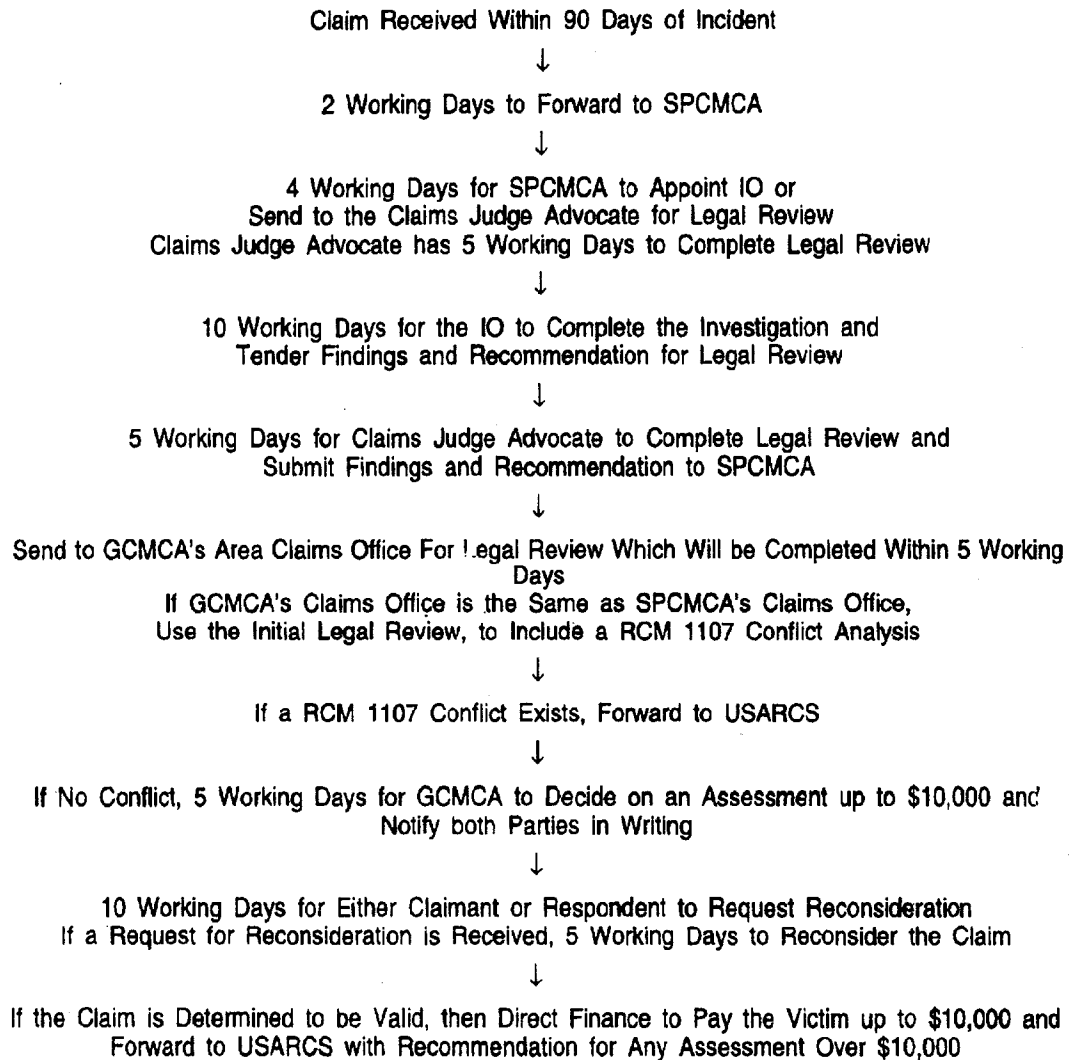 Claim Received Within 90 Days of Incident
↓
2 Working Days to Forward to SPCMCA
↓
4 Working Days for SPCMCA to Appoint IO or
Send to the Claims Judge Advocate for Legal Review
Claims Judge Advocate has 5 Working Days to Complete Legal Review
↓
10 Working Days for the IO to Complete the Investigation and
Tender Findings and Recommendation for Legal Review
↓
5 Working Days for Claims Judge Advocate to Complete Legal Review and
Submit Findings and Recommendation to SPCMCA
↓
Send to GCMCA's Area Claims Office For Legal Review Which Will be Completed Within 5 Working
Days
If GCMCA's Claims Office is the Same as SPCMCA's Claims Office,
Use the Initial Legal Review, to Include a RCM 1107 Conflict Analysis
↓
If a RCM 1107 Conflict Exists, Forward to USARCS
↓
If No Conflict, 5 Working Days for GCMCA to Decide on an Assessment up to $10,000 and
Notify both Parties in Writing
↓
10 Working Days for Either Claimant or Respondent to Request Reconsideration
If a Request for Reconsideration is Received, 5 Working Days to Reconsider the Claim
↓
If the Claim is Determined to be Valid, then Direct Finance to Pay the Victim up to $10,000 and
Forward to USARCS with Recommendation for Any Assessment Over $10,000